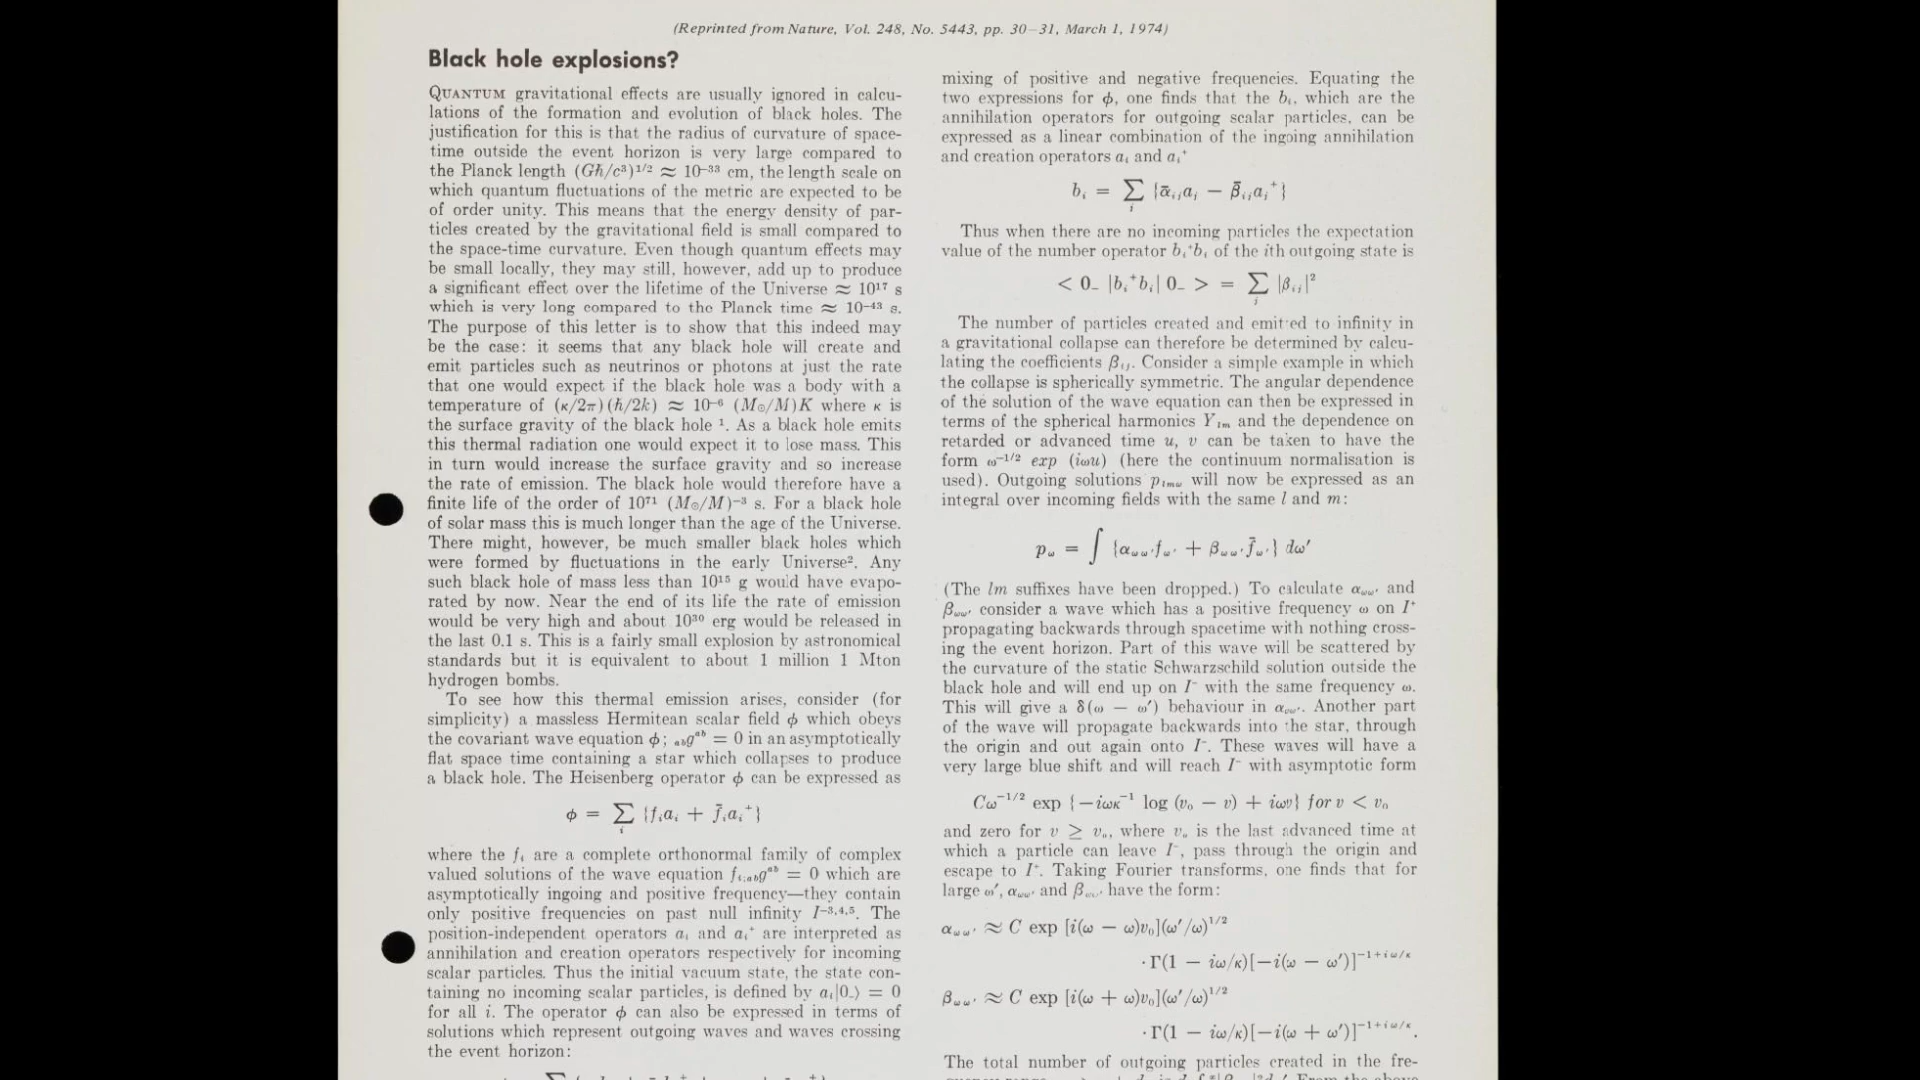 (Reprinted from Nature, Vol. 248, No. 5443, pp. 30–31, March 1, 1974)
Black hole explosions?
QUANTUM gravitational effects are usually ignored in calcu-
lations of the formation and evolution of black holes. The
justification for this is that the radius of curvature of space-
time outside the event horizon is very large compared to
the Planck length (Għ/c³)¹/² ≈ 10⁻³³ cm, the length scale on
which quantum fluctuations of the metric are expected to be
of order unity. This means that the energy density of par-
ticles created by the gravitational field is small compared to
the space-time curvature. Even though quantum effects may
be small locally, they may still, however, add up to produce
a significant effect over the lifetime of the Universe ≈ 10¹⁷ s
which is very long compared to the Planck time ≈ 10⁻⁴³ s.
The purpose of this letter is to show that this indeed may
be the case: it seems that any black hole will create and
emit particles such as neutrinos or photons at just the rate
that one would expect if the black hole was a body with a
temperature of (κ/2π)(ħ/2k) ≈ 10⁻⁶ (M⊙/M)K where κ is
the surface gravity of the black hole ¹. As a black hole emits
this thermal radiation one would expect it to lose mass. This
in turn would increase the surface gravity and so increase
the rate of emission. The black hole would therefore have a
finite life of the order of 10⁷¹ (M⊙/M)⁻³ s. For a black hole
of solar mass this is much longer than the age of the Universe.
There might, however, be much smaller black holes which
were formed by fluctuations in the early Universe². Any
such black hole of mass less than 10¹⁵ g would have evapo-
rated by now. Near the end of its life the rate of emission
would be very high and about 10³⁰ erg would be released in
the last 0.1 s. This is a fairly small explosion by astronomical
standards but it is equivalent to about 1 million 1 Mton
hydrogen bombs.
To see how this thermal emission arises, consider (for
simplicity) a massless Hermitean scalar field φ which obeys
the covariant wave equation φ;ₐᵦgᵃᵇ = 0 in an asymptotically
flat space time containing a star which collapses to produce
a black hole. The Heisenberg operator φ can be expressed as
φ = Σᵢ {fᵢaᵢ + f̄ᵢaᵢ⁺}
where the fᵢ are a complete orthonormal family of complex
valued solutions of the wave equation fᵢ;ₐᵦgᵃᵇ = 0 which are
asymptotically ingoing and positive frequency—they contain
only positive frequencies on past null infinity I⁻³,⁴,⁵. The
position-independent operators aᵢ and aᵢ⁺ are interpreted as
annihilation and creation operators respectively for incoming
scalar particles. Thus the initial vacuum state, the state con-
taining no incoming scalar particles, is defined by aᵢ|0₋⟩ = 0
for all i. The operator φ can also be expressed in terms of
solutions which represent outgoing waves and waves crossing
the event horizon:
mixing of positive and negative frequencies. Equating the
two expressions for φ, one finds that the bᵢ, which are the
annihilation operators for outgoing scalar particles, can be
expressed as a linear combination of the ingoing annihilation
and creation operators aᵢ and aᵢ⁺
bᵢ = Σⱼ {ᾱᵢⱼaⱼ − β̄ᵢⱼaⱼ⁺}
Thus when there are no incoming particles the expectation
value of the number operator bᵢ⁺bᵢ of the ith outgoing state is
< 0₋ |bᵢ⁺bᵢ| 0₋ > = Σⱼ |βᵢⱼ|²
The number of particles created and emitted to infinity in
a gravitational collapse can therefore be determined by calcu-
lating the coefficients βᵢⱼ. Consider a simple example in which
the collapse is spherically symmetric. The angular dependence
of the solution of the wave equation can then be expressed in
terms of the spherical harmonics Yₗₘ and the dependence on
retarded or advanced time u, v can be taken to have the
form ω⁻¹/² exp (iωu) (here the continuum normalisation is
used). Outgoing solutions pₗₘω will now be expressed as an
integral over incoming fields with the same l and m:
pω = ∫ {αωω′fω′ + βωω′f̄ω′} dω′
(The lm suffixes have been dropped.) To calculate αωω′ and
βωω′ consider a wave which has a positive frequency ω on I⁺
propagating backwards through spacetime with nothing cross-
ing the event horizon. Part of this wave will be scattered by
the curvature of the static Schwarzschild solution outside the
black hole and will end up on I⁻ with the same frequency ω.
This will give a δ(ω − ω′) behaviour in αωω′. Another part
of the wave will propagate backwards into the star, through
the origin and out again onto I⁻. These waves will have a
very large blue shift and will reach I⁻ with asymptotic form
Cω⁻¹/² exp {−iωκ⁻¹ log (v₀ − v) + iωv} for v < v₀
and zero for v ≥ v₀, where v₀ is the last advanced time at
which a particle can leave I⁻, pass through the origin and
escape to I⁺. Taking Fourier transforms, one finds that for
large ω′, αωω′ and βωω′ have the form:
αωω′ ≈ C exp [i(ω − ω)v₀](ω′/ω)¹/²
·Γ(1 − iω/κ)[−i(ω − ω′)]⁻¹⁺ⁱω/κ
βωω′ ≈ C exp [i(ω + ω)v₀](ω′/ω)¹/²
·Γ(1 − iω/κ)[−i(ω + ω′)]⁻¹⁺ⁱω/κ.
The total number of outgoing particles created in the fre-